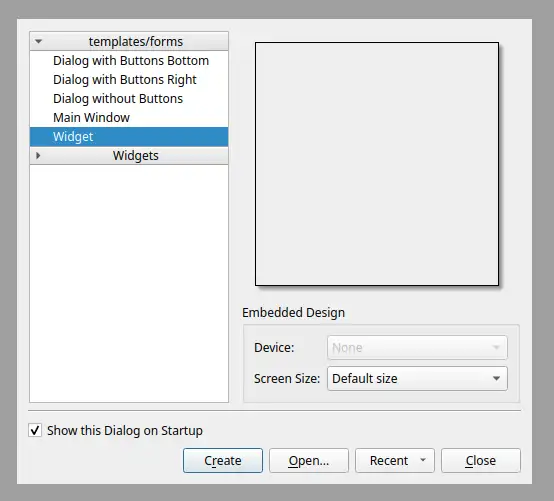 templates/forms
Dialog with Buttons Bottom
Dialog with Buttons Right
Dialog without Buttons
Main Window
Widget
Widgets
Embedded Design
Device: None
Screen Size: Default size
Show this Dialog on Startup
Create Open... Recent Close